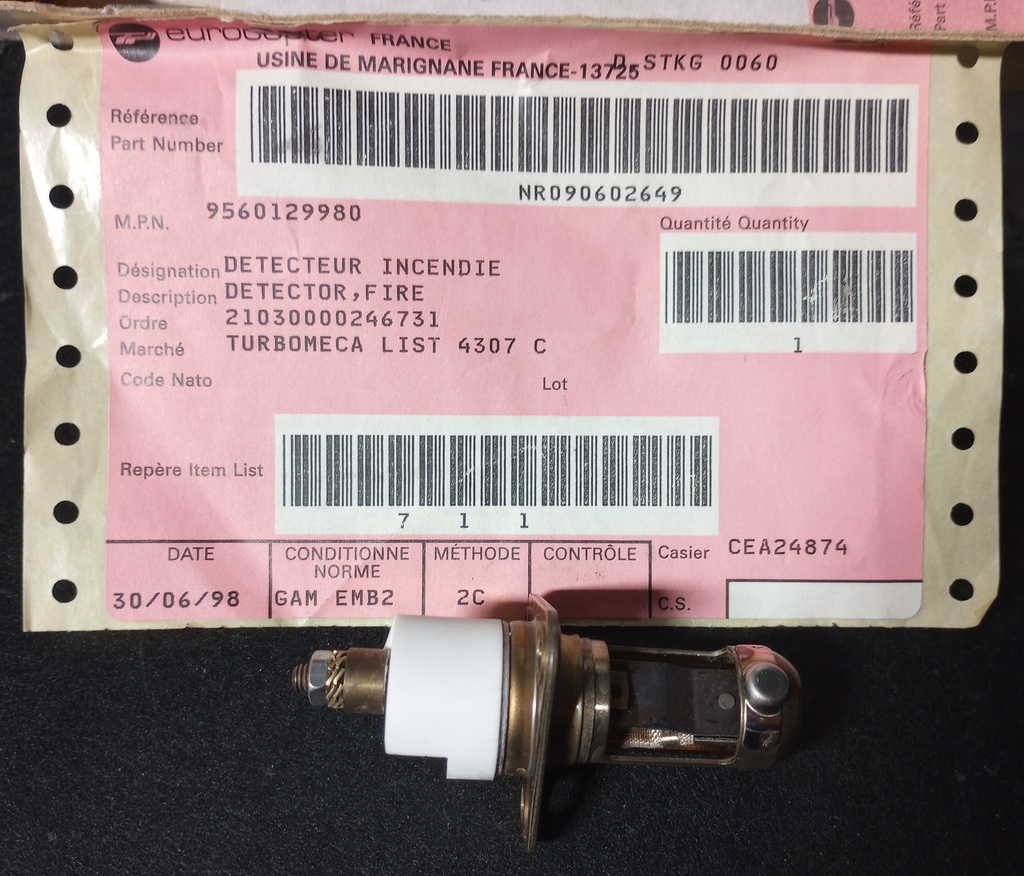 eurocopter FRANCE
USINE DE MARIGNANE FRANCE-13725
D.STKG 0060
Référence
Part Number
NR090602649
M.P.N. 9560129980
Quantité Quantity
1
Désignation DETECTEUR INCENDIE
Description DETECTOR,FIRE
Ordre 21030000246731
Marché TURBOMECA LIST 4307 C
Code Nato
Lot
Repère Item List
7 1 1
DATE
30/06/98
CONDITIONNE
NORME
GAM EMB2
MÉTHODE
2C
CONTRÔLE
Casier CEA24874
C.S.
Réfé
Part
M.P.